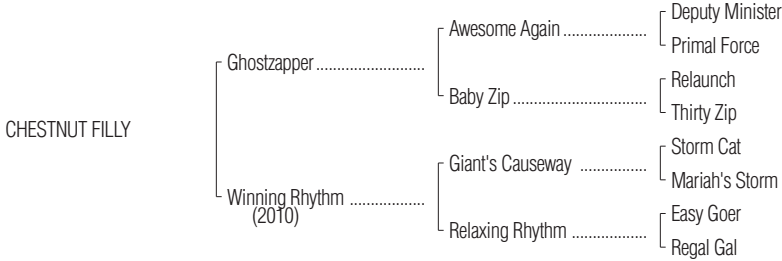 Deputy Minister
Awesome Again ....................
Primal Force
Ghostzapper..........................
Relaunch
Baby Zip ................................
Thirty Zip
CHESTNUT FILLY
Storm Cat
Giant's Causeway ................
Mariah's Storm
Winning Rhythm ..................
(2010)
Easy Goer
Relaxing Rhythm ..................
Regal Gal